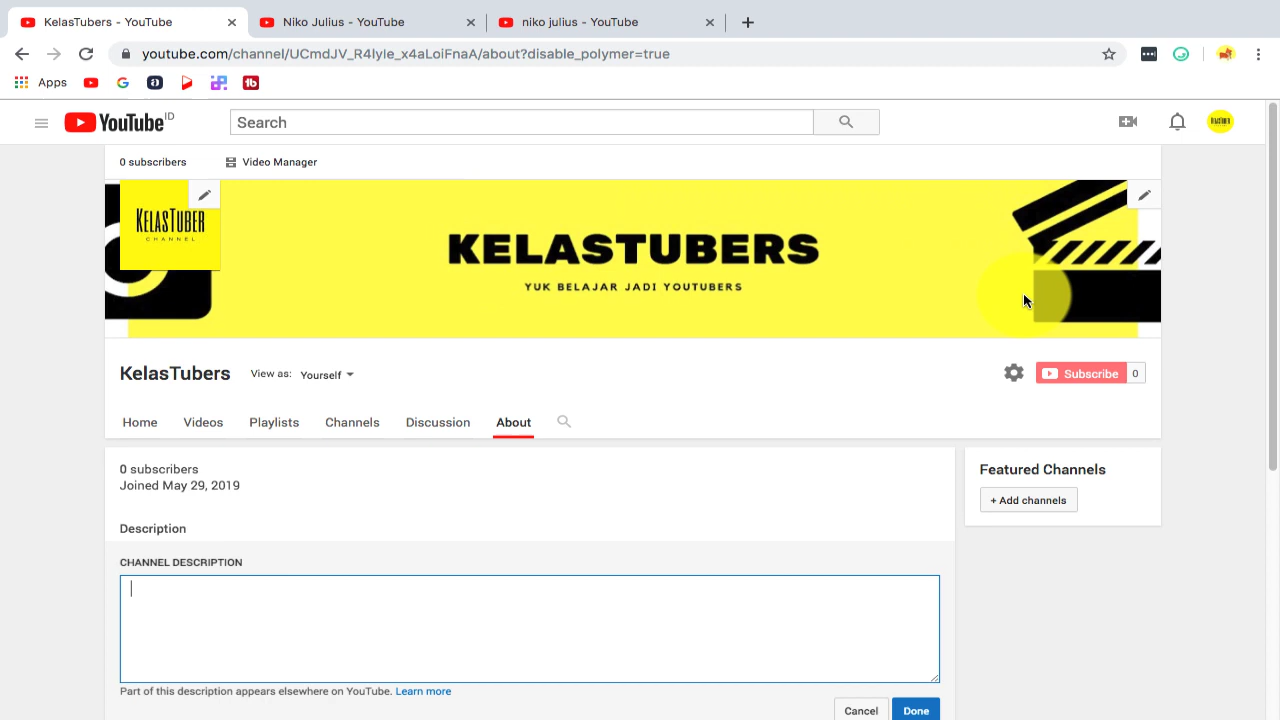 KelasTubers - YouTube
Niko Julius - YouTube
niko julius - YouTube
youtube.com/channel/UCmdJV_R4lyIe_x4aLoiFnaA/about?disable_polymer=true
Apps
YouTube ID
Search
0 subscribers
Video Manager
KELASTUBER
CHANNEL
KELASTUBERS
YUK BELAJAR JADI YOUTUBERS
KelasTubers
View as: Yourself
Subscribe 0
Home Videos Playlists Channels Discussion About
0 subscribers
Joined May 29, 2019
Featured Channels
+ Add channels
Description
CHANNEL DESCRIPTION
Part of this description appears elsewhere on YouTube. Learn more
Cancel Done